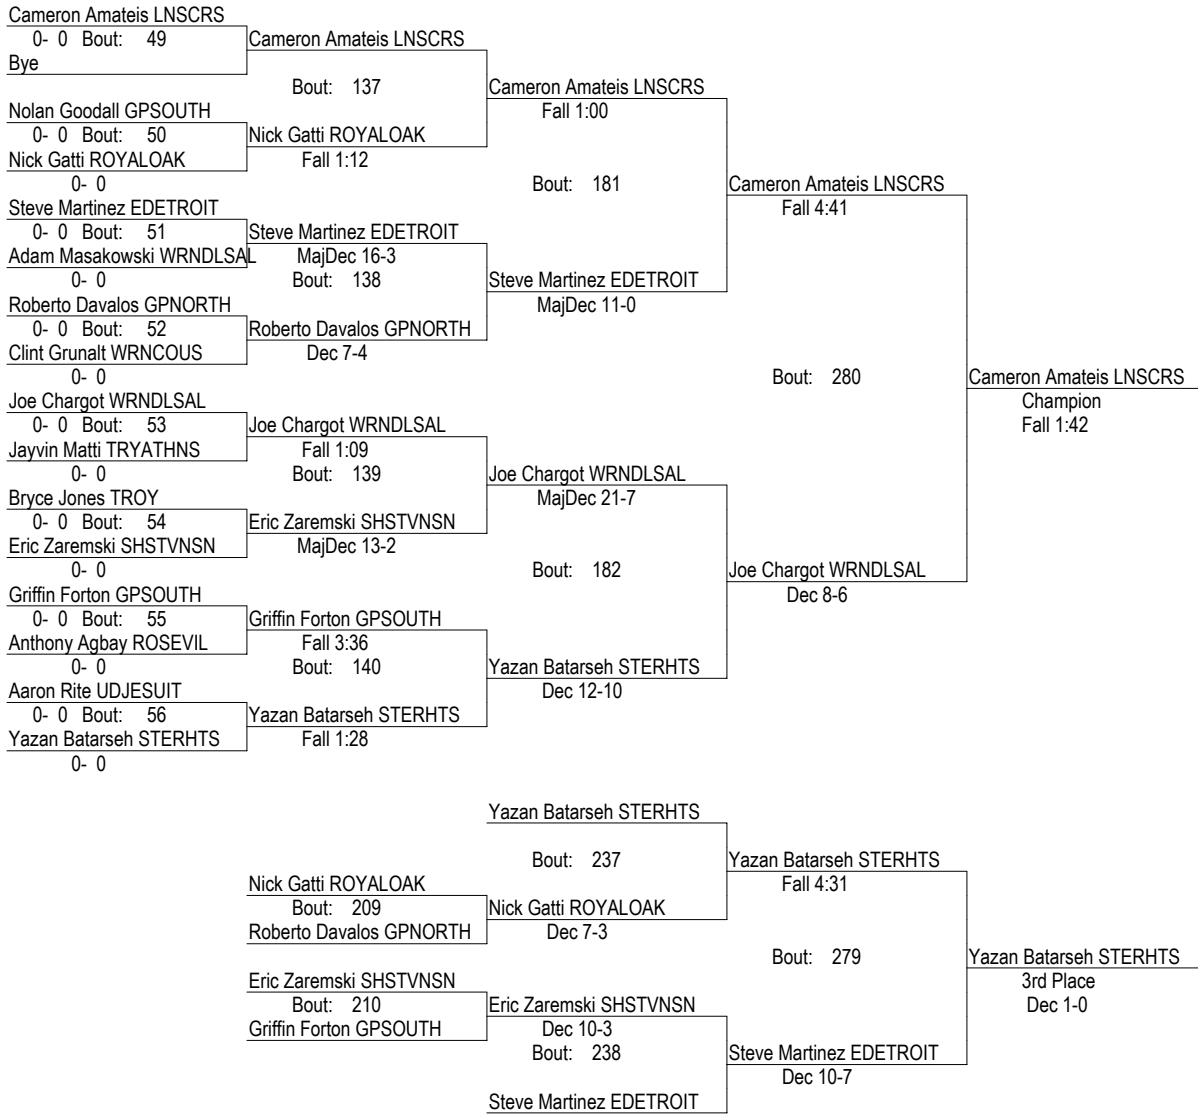 Cameron Amateis LNSCRS
0- 0 Bout: 49
Cameron Amateis LNSCRS
Bye
Bout: 137
Cameron Amateis LNSCRS
Nolan Goodall GPSOUTH
Fall 1:00
0- 0 Bout: 50
Nick Gatti ROYALOAK
Nick Gatti ROYALOAK
Fall 1:12
0- 0
Bout: 181
Cameron Amateis LNSCRS
Steve Martinez EDETROIT
Fall 4:41
0- 0 Bout: 51
Steve Martinez EDETROIT
Adam Masakowski WRNDLSAL
MajDec 16-3
0- 0
Bout: 138
Steve Martinez EDETROIT
Roberto Davalos GPNORTH
MajDec 11-0
0- 0 Bout: 52
Roberto Davalos GPNORTH
Clint Grunalt WRNCOUS
Dec 7-4
0- 0
Bout: 280
Cameron Amateis LNSCRS
Joe Chargot WRNDLSAL
Champion
0- 0 Bout: 53
Joe Chargot WRNDLSAL
Fall 1:42
Jayvin Matti TRYATHNS
Fall 1:09
0- 0
Bout: 139
Joe Chargot WRNDLSAL
Bryce Jones TROY
MajDec 21-7
0- 0 Bout: 54
Eric Zaremski SHSTVNSN
Eric Zaremski SHSTVNSN
MajDec 13-2
0- 0
Bout: 182
Joe Chargot WRNDLSAL
Griffin Forton GPSOUTH
Dec 8-6
0- 0 Bout: 55
Griffin Forton GPSOUTH
Anthony Agbay ROSEVIL
Fall 3:36
0- 0
Bout: 140
Yazan Batarseh STERHTS
Aaron Rite UDJESUIT
Dec 12-10
0- 0 Bout: 56
Yazan Batarseh STERHTS
Yazan Batarseh STERHTS
Fall 1:28
0- 0
Yazan Batarseh STERHTS
Bout: 237
Yazan Batarseh STERHTS
Nick Gatti ROYALOAK
Fall 4:31
Bout: 209
Nick Gatti ROYALOAK
Roberto Davalos GPNORTH
Dec 7-3
Bout: 279
Yazan Batarseh STERHTS
Eric Zaremski SHSTVNSN
3rd Place
Bout: 210
Eric Zaremski SHSTVNSN
Dec 1-0
Griffin Forton GPSOUTH
Dec 10-3
Bout: 238
Steve Martinez EDETROIT
Dec 10-7
Steve Martinez EDETROIT